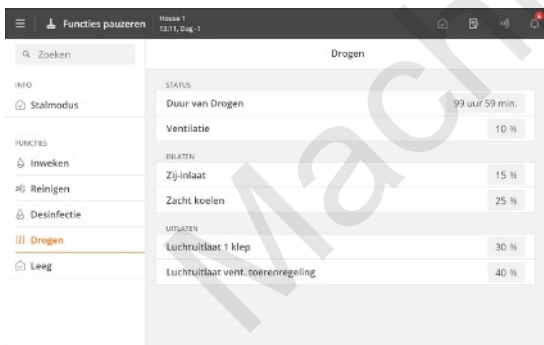 Functies pauzeren
House 1
13:11, Dag -1
4
Zoeken
Drogen
INFO
Stalmodus
FUNCTIES
Inweken
Reinigen
Desinfectie
Drogen
Leeg
STATUS
Duur van Drogen 99 uur 59 min.
Ventilatie 10 %
INLATEN
Zij-inlaat 15 %
Zacht koelen 25 %
UITLATEN
Luchtuitlaat 1 klep 30 %
Luchtuitlaat vent. toerenregeling 40 %